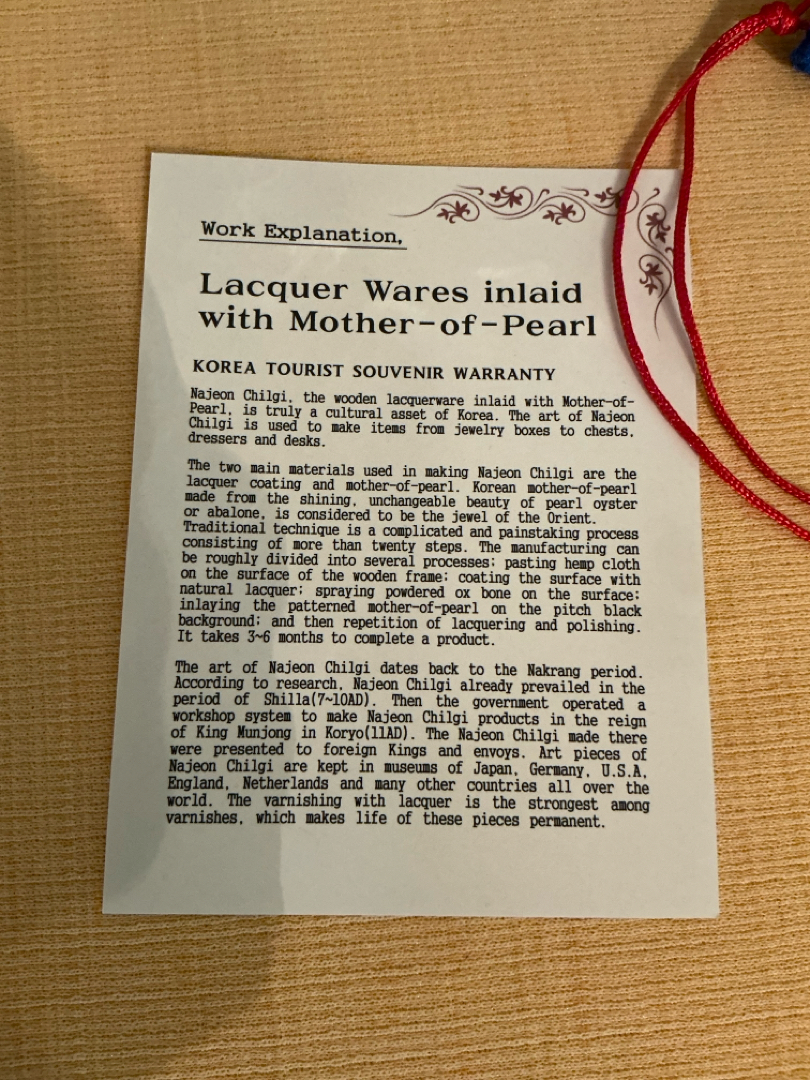 Work Explanation,
Lacquer Wares inlaid
with Mother-of-Pearl
KOREA TOURIST SOUVENIR WARRANTY
Najeon Chilgi, the wooden lacquerware inlaid with Mother-of-
Pearl, is truly a cultural asset of Korea. The art of Najeon
Chilgi is used to make items from jewelry boxes to chests,
dressers and desks.
The two main materials used in making Najeon Chilgi are the
lacquer coating and mother-of-pearl. Korean mother-of-pearl
made from the shining, unchangeable beauty of pearl oyster
or abalone, is considered to be the jewel of the Orient.
Traditional technique is a complicated and painstaking process
consisting of more than twenty steps. The manufacturing can
be roughly divided into several processes; pasting hemp cloth
on the surface of the wooden frame; coating the surface with
natural lacquer; spraying powdered ox bone on the surface;
inlaying the patterned mother-of-pearl on the pitch black
background; and then repetition of lacquering and polishing.
It takes 3~6 months to complete a product.
The art of Najeon Chilgi dates back to the Nakrang period.
According to research, Najeon Chilgi already prevailed in the
period of Shilla(7~10AD). Then the government operated a
workshop system to make Najeon Chilgi products in the reign
of King Munjong in Koryo(11AD). The Najeon Chilgi made there
were presented to foreign Kings and envoys. Art pieces of
Najeon Chilgi are kept in museums of Japan, Germany, U.S.A,
England, Netherlands and many other countries all over the
world. The varnishing with lacquer is the strongest among
varnishes, which makes life of these pieces permanent.